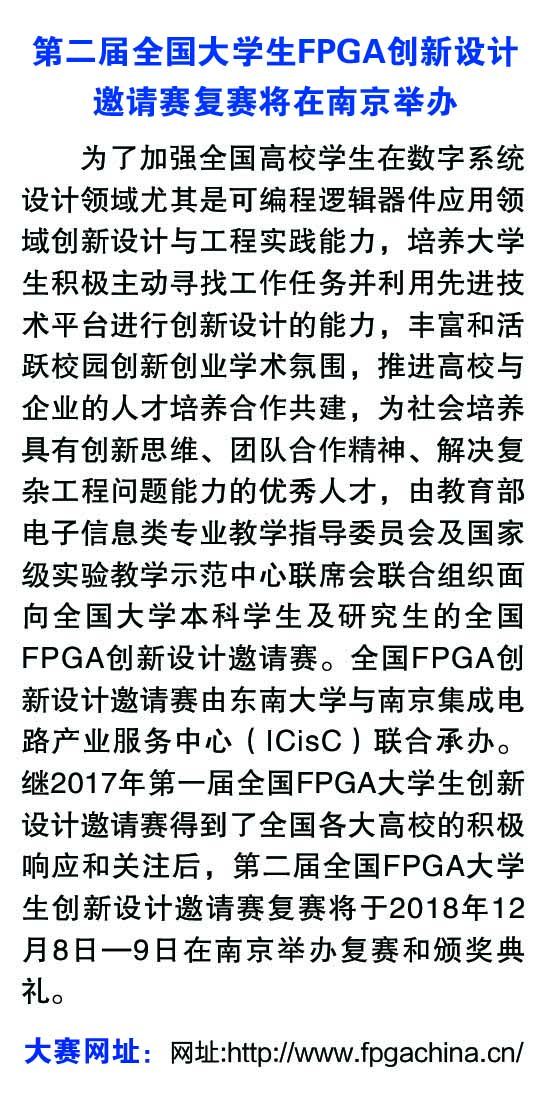 第二届全国大学生FPGA创新设计
邀请赛复赛将在南京举办
为了加强全国高校学生在数字系统
设计领域尤其是可编程逻辑器件应用领
域创新设计与工程实践能力，培养大学
生积极主动寻找工作任务并利用先进技
术平台进行创新设计的能力，丰富和活
跃校园创新创业学术氛围，推进高校与
企业的人才培养合作共建，为社会培养
具有创新思维、团队合作精神、解决复
杂工程问题能力的优秀人才，由教育部
电子信息类专业教学指导委员会及国家
级实验教学示范中心联席会联合组织面
向全国大学本科学生及研究生的全国
FPGA创新设计邀请赛。全国FPGA创
新设计邀请赛由东南大学与南京集成电
路产业服务中心（ICisC）联合承办。
继2017年第一届全国FPGA大学生创新
设计邀请赛得到了全国各大高校的积极
响应和关注后，第二届全国FPGA大学
生创新设计邀请赛复赛将于2018年12
月8日—9日在南京举办复赛和颁奖典
礼。
大赛网址：网址:http://www.fpgachina.cn/